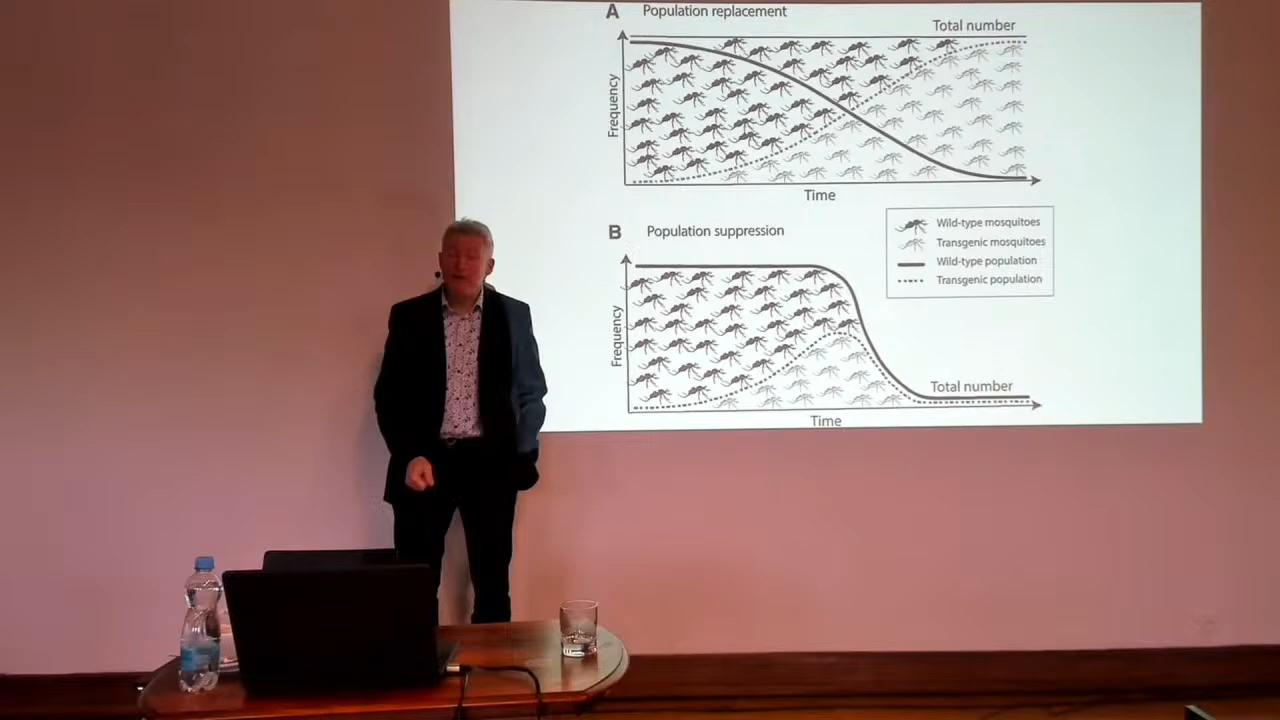 A Population replacement
Total number
Frequency
Time
B Population suppression
Wild-type mosquitoes
Transgenic mosquitoes
Wild-type population
Transgenic population
Frequency
Total number
Time